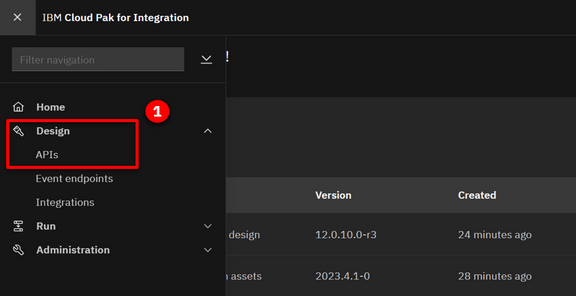 IBM Cloud Pak for Integration
Filter navigation
!
Home
1
Design
APIs
Event endpoints
Integrations
Run
Administration
Version
Created
design
12.0.10.0-r3
24 minutes ago
assets
2023.4.1-0
28 minutes ago